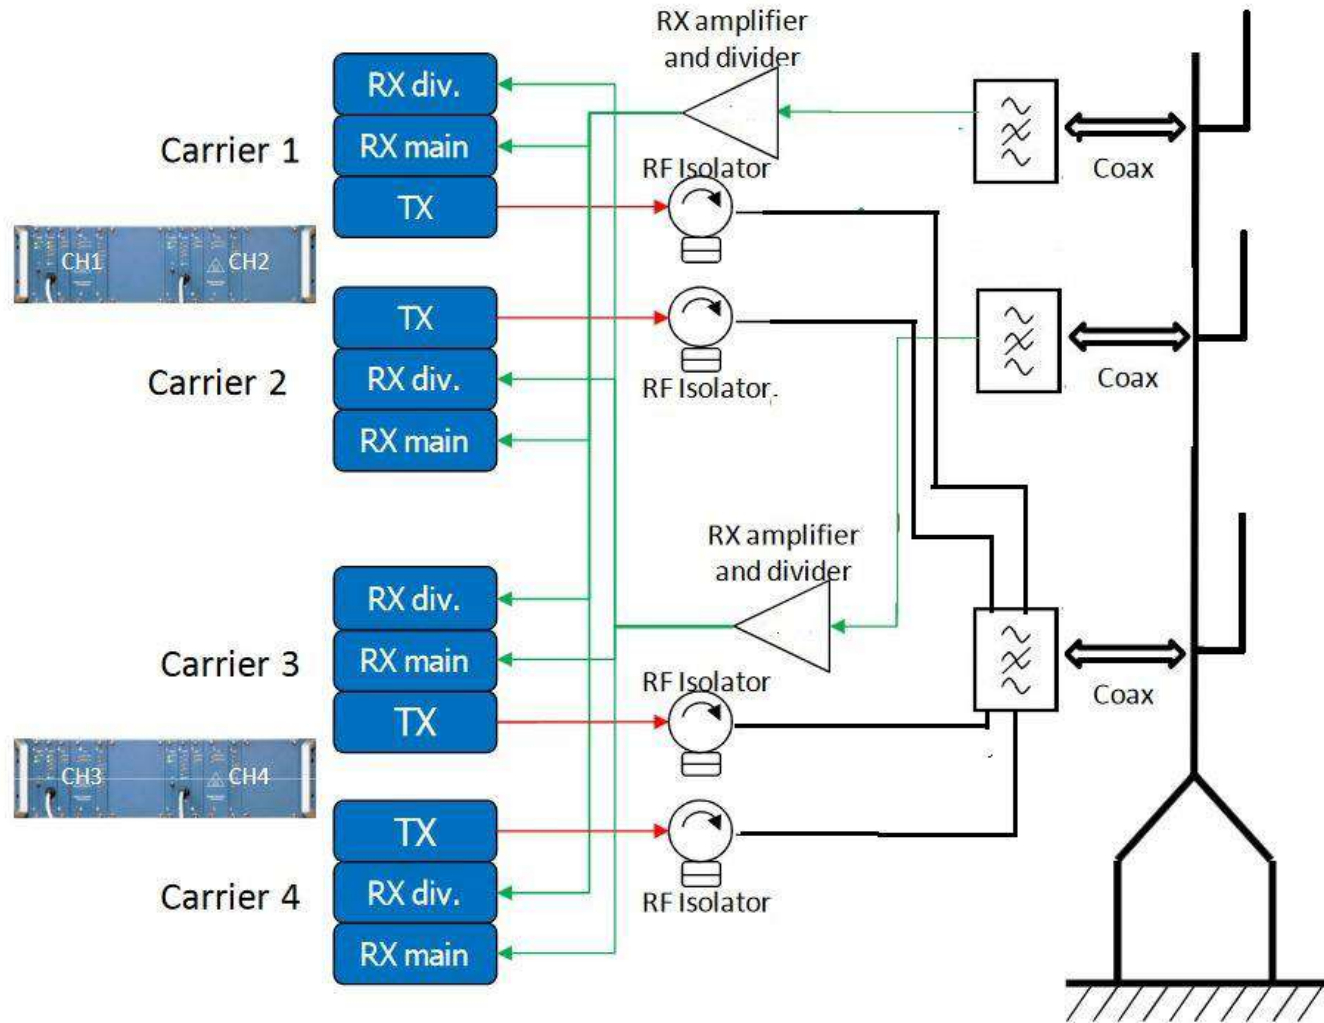 RX amplifier
and divider
RX div.
Carrier 1
RX main
RF Isolator
Coax
TX
CH1
CH2
TX
Carrier 2
RX div.
RF Isolator
Coax
RX main
RX amplifier
and divider
RX div.
Carrier 3
RX main
RF Isolator
Coax
TX
CH3
CH4
TX
Carrier 4
RX div.
RF Isolator
RX main